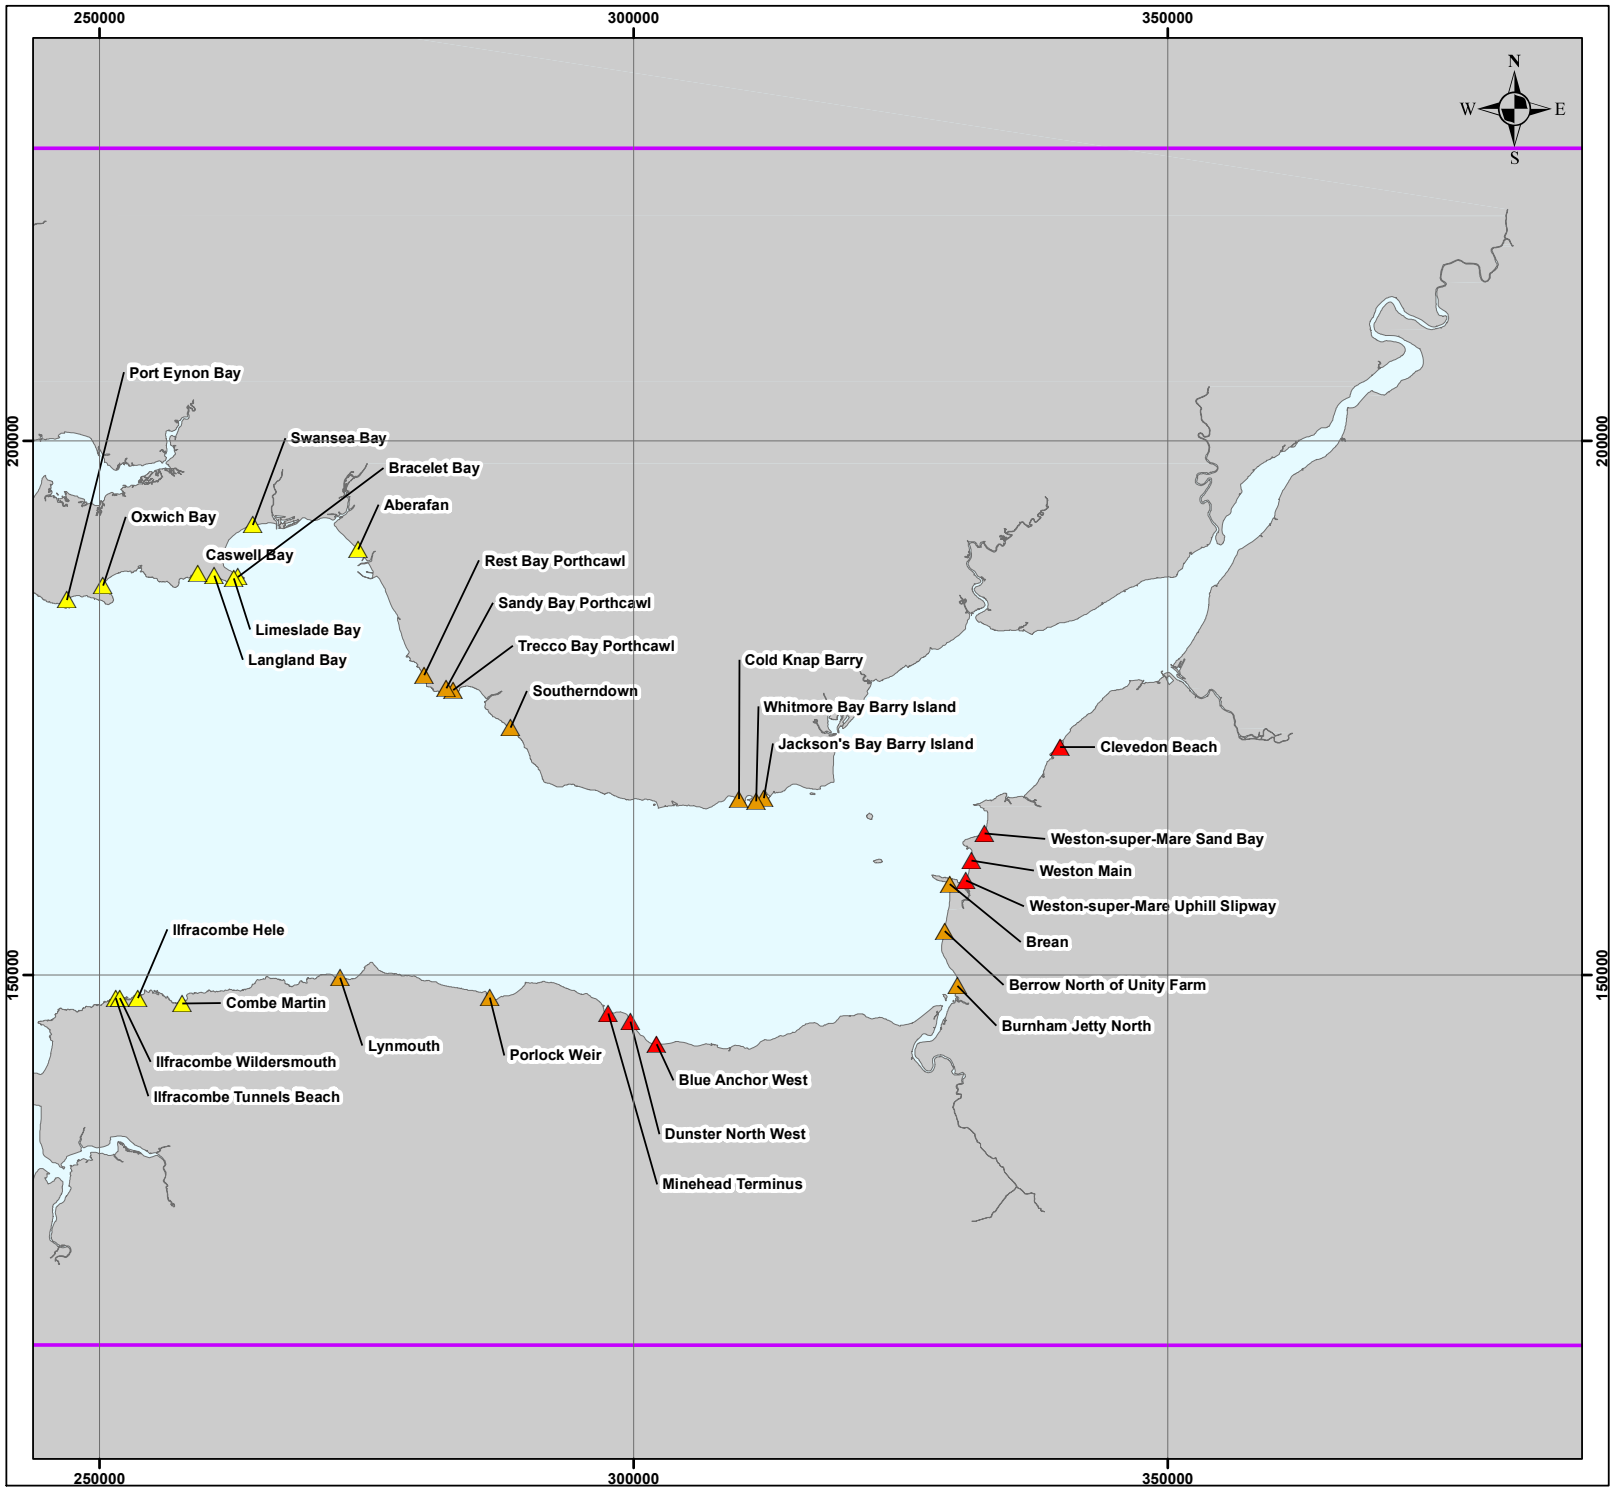 250000
300000
350000
N
W
E
S
Port Eynon Bay
200000
200000
Swansea Bay
Bracelet Bay
Aberafan
Oxwich Bay
Caswell Bay
Rest Bay Porthcawl
Sandy Bay Porthcawl
Limeslade Bay
Trecco Bay Porthcawl
Langland Bay
Cold Knap Barry
Southerndown
Whitmore Bay Barry Island
Jackson's Bay Barry Island
Clevedon Beach
Weston-super-Mare Sand Bay
Weston Main
Weston-super-Mare Uphill Slipway
Ilfracombe Hele
Brean
150000
150000
Berrow North of Unity Farm
Combe Martin
Burnham Jetty North
Lynmouth
Porlock Weir
Ilfracombe Wildersmouth
Blue Anchor West
Ilfracombe Tunnels Beach
Dunster North West
Minehead Terminus
250000
300000
350000